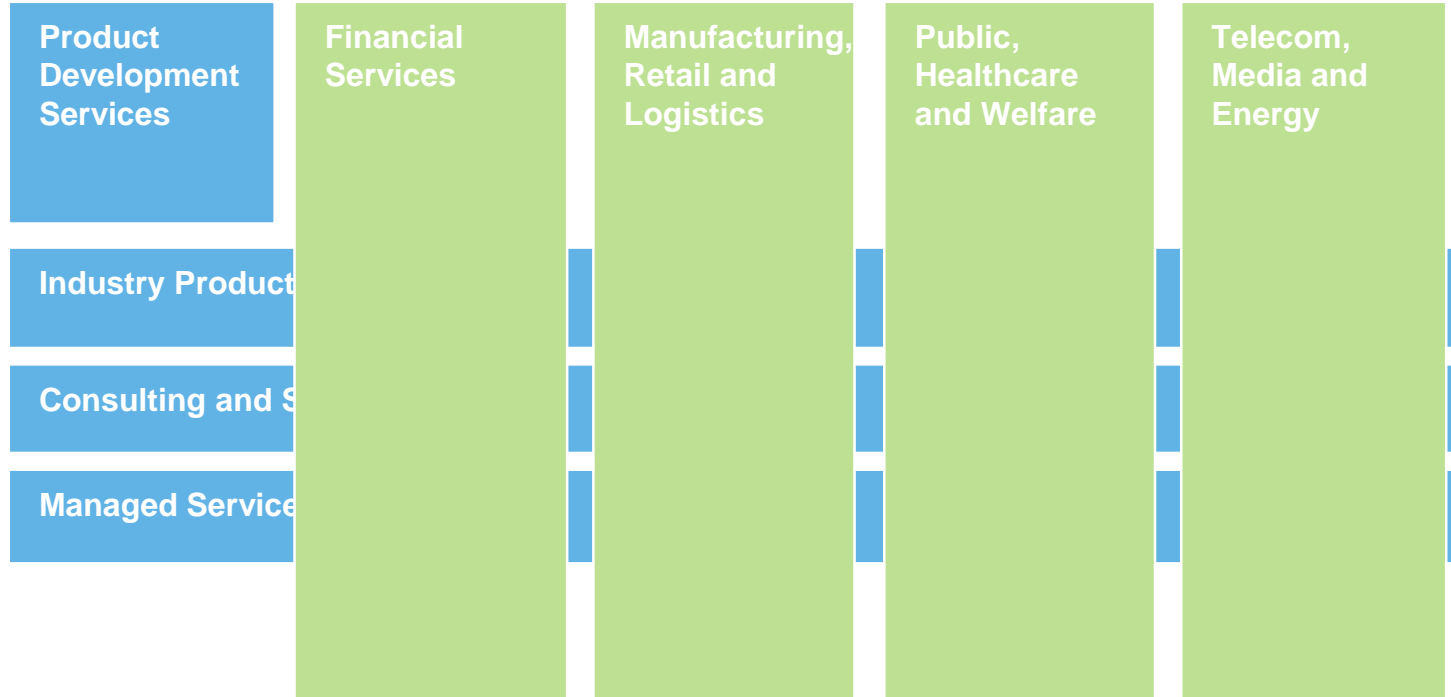 Product
Development
Services
Financial
Services
Manufacturing,
Retail and
Logistics
Public,
Healthcare
and Welfare
Telecom,
Media and
Energy
Industry Product
Consulting and S
Managed Service